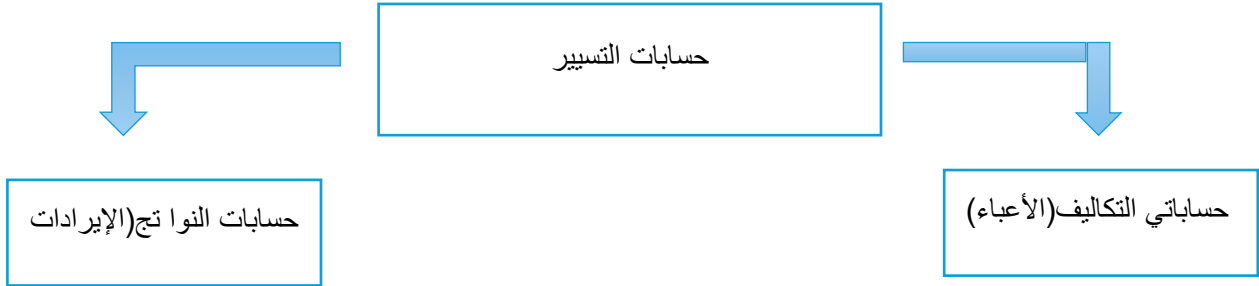 حسابات التسيير
حساباتي التكاليف(الأعباء)
حسابات النوا تج(الإيرادات